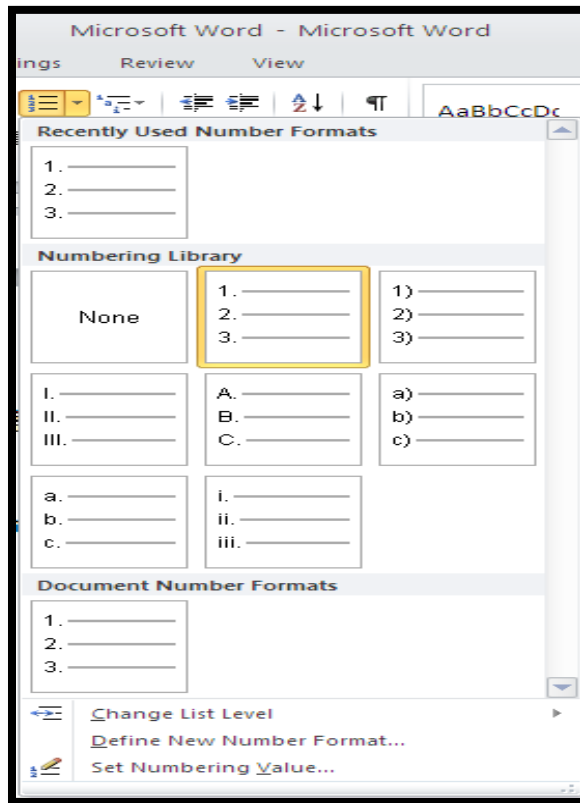 Microsoft Word - Microsoft Word
ings Review View
AaBbCcDc
Recently Used Number Formats
1.
2.
3.
Numbering Library
None
1.
2.
3.
1)
2)
3)
I.
II.
III.
A.
B.
C.
a)
b)
c)
a.
b.
c.
i.
ii.
iii.
Document Number Formats
1.
2.
3.
Change List Level
Define New Number Format...
Set Numbering Value...